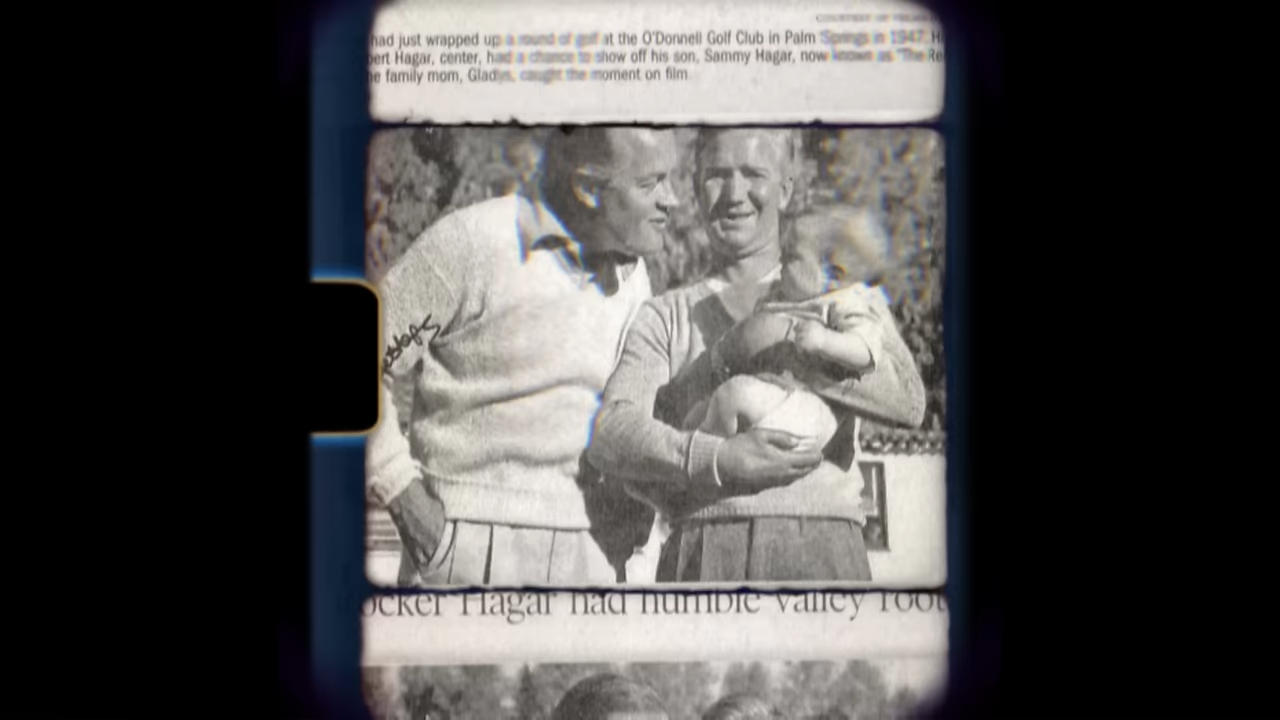 had just wrapped up a round of golf at the O'Donnell Golf Club in Palm Springs in 1947. H
bert Hagar, center, had a chance to show off his son, Sammy Hagar, now known as "The Re
he family mom, Gladys, caught the moment on film
ocker Hagar had humble valley root